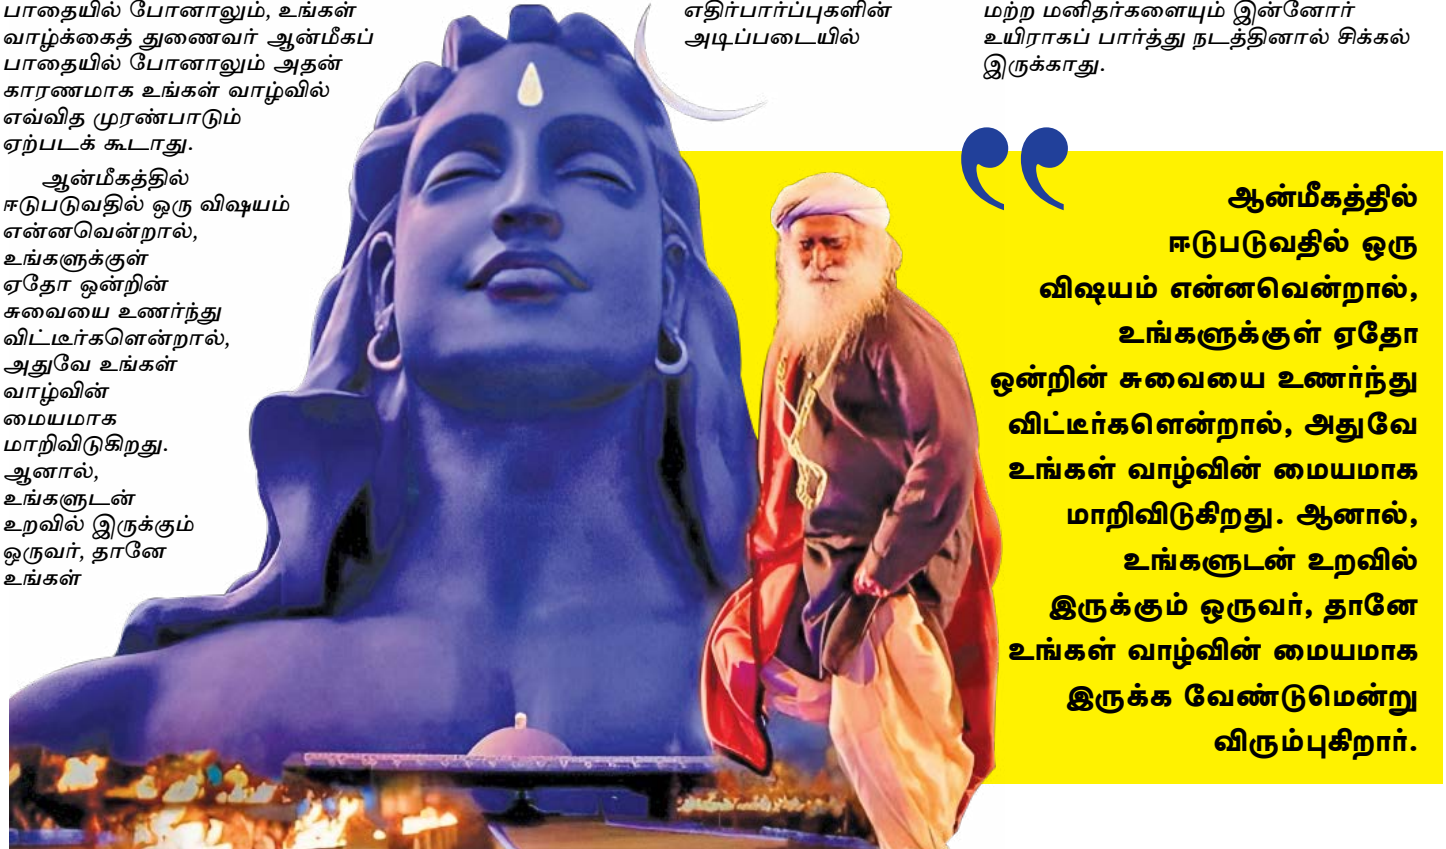 பாதையில் போனாலும், உங்கள்
வாழ்க்கைத் துணைவர் ஆன்மீகப்
பாதையில் போனாலும் அதன்
காரணமாக உங்கள் வாழ்வில்
எவ்வித முரண்பாடும்
ஏற்படக் கூடாது.
ஆன்மீகத்தில்
ஈடுபடுவதில் ஒரு விஷயம்
என்னவென்றால்,
உங்களுக்குள்
ஏதோ ஒன்றின்
சுவையை உணர்ந்து
விட்டீர்களென்றால்,
அதுவே உங்கள்
வாழ்வின்
மையமாக
மாறிவிடுகிறது.
ஆனால்,
உங்களுடன்
உறவில் இருக்கும்
ஒருவர், தானே
உங்கள்
எதிர்பார்ப்புகளின்
அடிப்படையில்
மற்ற மனிதர்களையும் இன்னோர்
உயிராகப் பார்த்து நடத்தினால் சிக்கல்
இருக்காது.
ஆன்மீகத்தில்
ஈடுபடுவதில் ஒரு
விஷயம் என்னவென்றால்,
உங்களுக்குள் ஏதோ
ஒன்றின் சுவையை உணர்ந்து
விட்டீர்களென்றால், அதுவே
உங்கள் வாழ்வின் மையமாக
மாறிவிடுகிறது. ஆனால்,
உங்களுடன் உறவில்
இருக்கும் ஒருவர், தானே
உங்கள் வாழ்வின் மையமாக
இருக்க வேண்டுமென்று
விரும்புகிறார்.